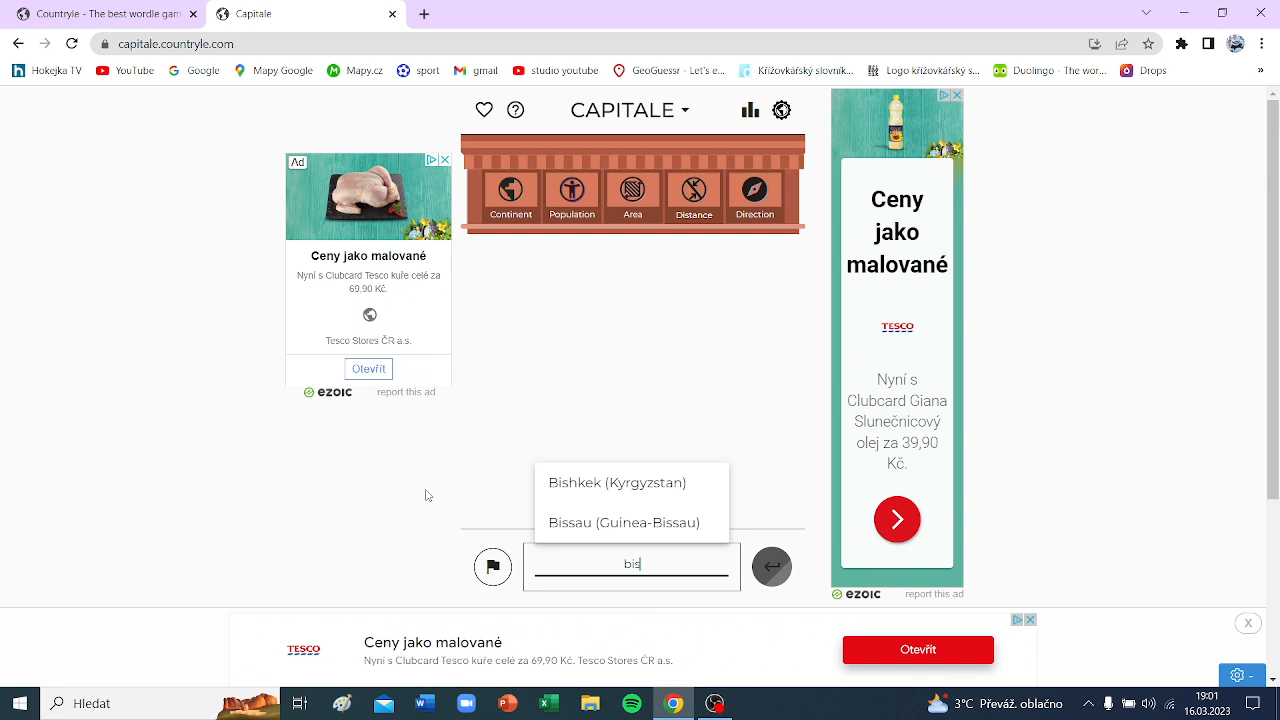 Countryle - The Best Geography Game
Countryle
capitale.countryle.com
Hokejka TV
YouTube
Google
Mapy Google
Mapy.cz
sport
gmail
studio youtube
GeoGuessr - Let's e...
Křížovkářský slovník...
Logo křížovkářský s...
Duolingo - The wor...
Drops
»
CAPITALE
Continent
Population
Area
Distance
Direction
Ad
Ceny jako malované
Nyní s Clubcard Tesco kuře celé za
69,90 Kč.
Tesco Stores ČR a.s.
Otevřít
ezoic
report this ad
Bishkek (Kyrgyzstan)
Bissau (Guinea-Bissau)
bis
Ceny
jako
malované
TESCO
Nyní s
Clubcard Giana
Slunečnicový
olej za 39,90
Kč.
ezoic
report this ad
TESCO
Ceny jako malované
Nyní s Clubcard Tesco kuře celé za 69,90 Kč. Tesco Stores ČR a.s.
Otevřít
X
Hledat
3°C Převáz. oblačno
19:01
16.03.2023